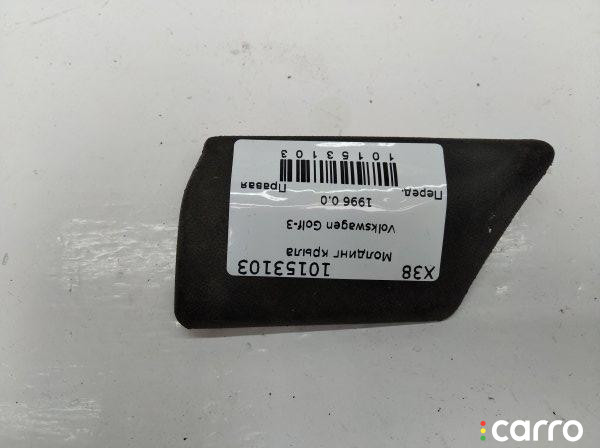 X38 10153103
Молдинг крыла
Volkswagen Golf-3
1996 0.0
Перед. Правая
10153103
carro